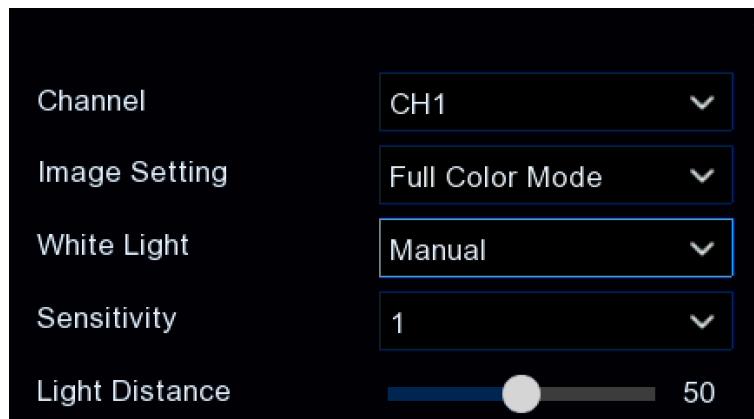 Channel CH1
Image Setting Full Color Mode
White Light Manual
Sensitivity 1
Light Distance 50